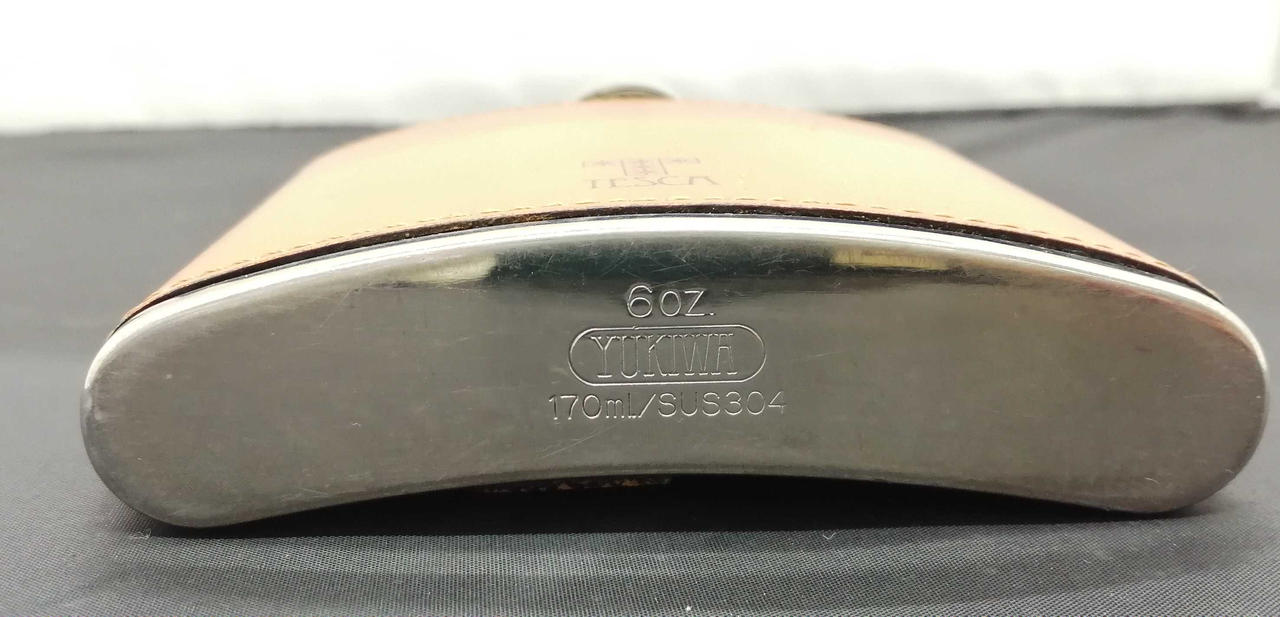 TESCA
6oz.
YUKIWA
170ml/SUS304